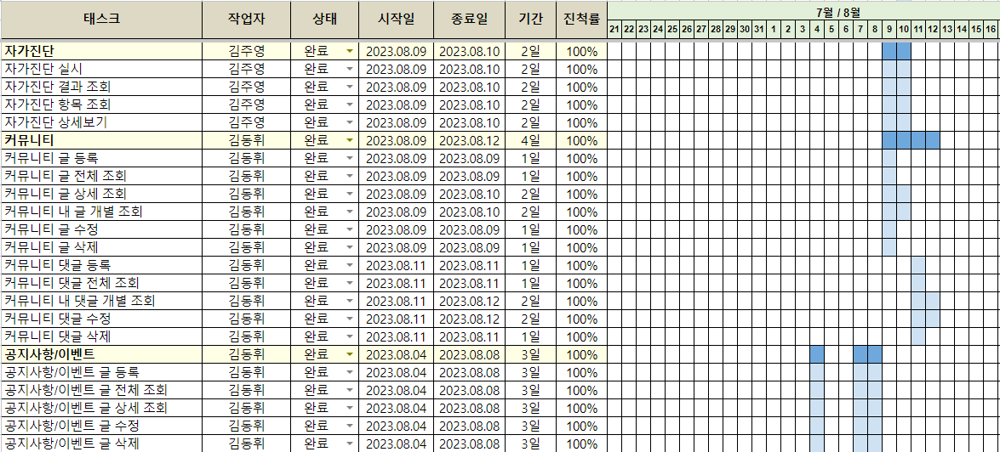 태스크 작업자 상태 시작일 종료일 기간 진척률 7월 / 8월
21 22 23 24 25 26 27 28 29 30 31 1 2 3 4 5 6 7 8 9 10 11 12 13 14 15 16
자가진단 김주영 완료 2023.08.09 2023.08.10 2일 100%
자가진단 실시 김주영 완료 2023.08.09 2023.08.10 2일 100%
자가진단 결과 조회 김주영 완료 2023.08.09 2023.08.10 2일 100%
자가진단 항목 조회 김주영 완료 2023.08.09 2023.08.10 2일 100%
자가진단 상세보기 김주영 완료 2023.08.09 2023.08.10 2일 100%
커뮤니티 김동휘 완료 2023.08.09 2023.08.12 4일 100%
커뮤니티 글 등록 김동휘 완료 2023.08.09 2023.08.09 1일 100%
커뮤니티 글 전체 조회 김동휘 완료 2023.08.09 2023.08.09 1일 100%
커뮤니티 글 상세 조회 김동휘 완료 2023.08.09 2023.08.10 2일 100%
커뮤니티 내 글 개별 조회 김동휘 완료 2023.08.09 2023.08.10 2일 100%
커뮤니티 글 수정 김동휘 완료 2023.08.09 2023.08.09 1일 100%
커뮤니티 글 삭제 김동휘 완료 2023.08.09 2023.08.09 1일 100%
커뮤니티 댓글 등록 김동휘 완료 2023.08.11 2023.08.11 1일 100%
커뮤니티 댓글 전체 조회 김동휘 완료 2023.08.11 2023.08.11 1일 100%
커뮤니티 내 댓글 개별 조회 김동휘 완료 2023.08.11 2023.08.12 2일 100%
커뮤니티 댓글 수정 김동휘 완료 2023.08.11 2023.08.12 2일 100%
커뮤니티 댓글 삭제 김동휘 완료 2023.08.11 2023.08.11 1일 100%
공지사항/이벤트 김동휘 완료 2023.08.04 2023.08.08 3일 100%
공지사항/이벤트 글 등록 김동휘 완료 2023.08.04 2023.08.08 3일 100%
공지사항/이벤트 글 전체 조회 김동휘 완료 2023.08.04 2023.08.08 3일 100%
공지사항/이벤트 글 상세 조회 김동휘 완료 2023.08.04 2023.08.08 3일 100%
공지사항/이벤트 글 수정 김동휘 완료 2023.08.04 2023.08.08 3일 100%
공지사항/이벤트 글 삭제 김동휘 완료 2023.08.04 2023.08.08 3일 100%